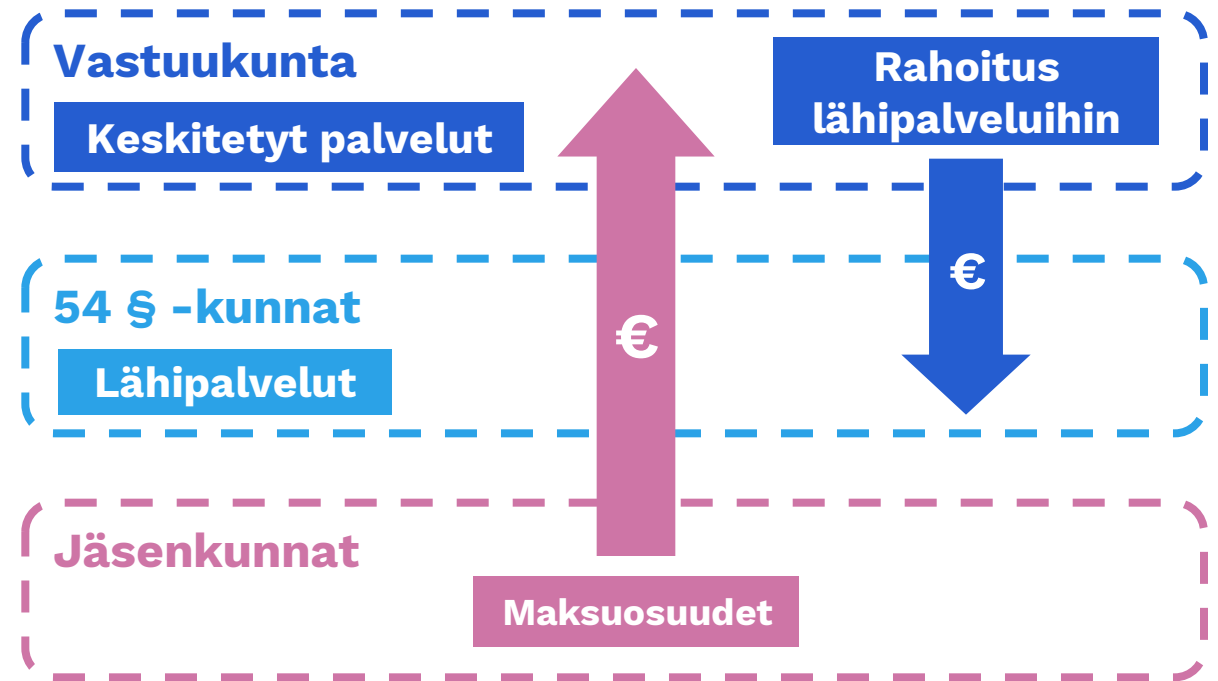 Vastuukunta
Keskitetyt palvelut
Rahoitus
lähipalveluihin
€
54 § -kunnat
Lähipalvelut
€
Jäsenkunnat
Maksuosuudet